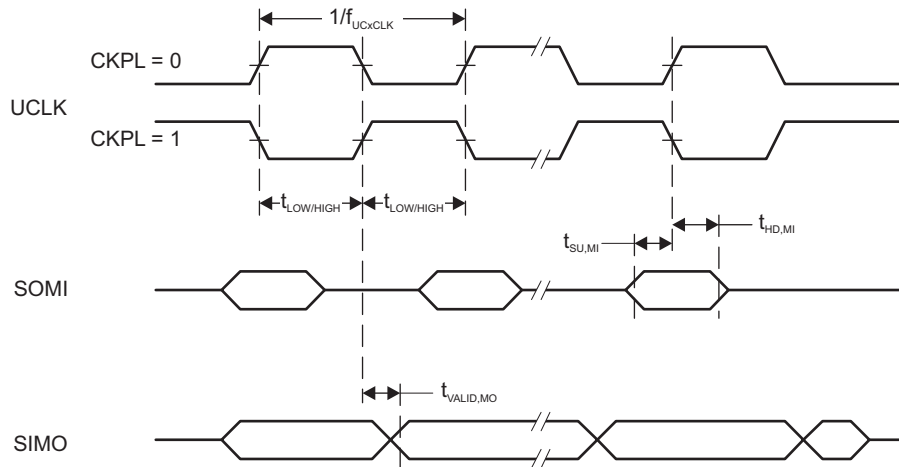 1/fUCxCLK
CKPL = 0
UCLK
CKPL = 1
tLOW/HIGH tLOW/HIGH
tHD,MI
tSU,MI
SOMI
tVALID,MO
SIMO